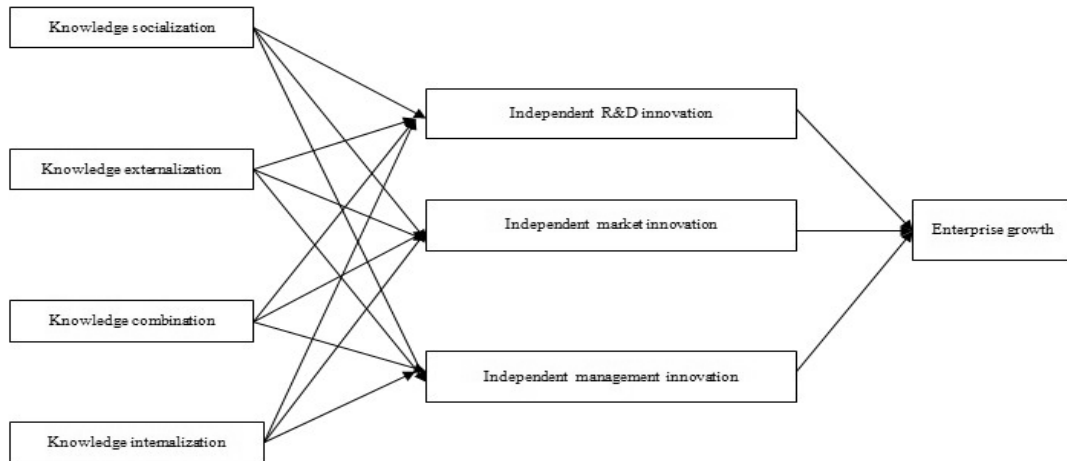 Knowledge socialization
Knowledge externalization
Knowledge combination
Knowledge internalization
Independent R&D innovation
Independent market innovation
Independent management innovation
Enterprise growth